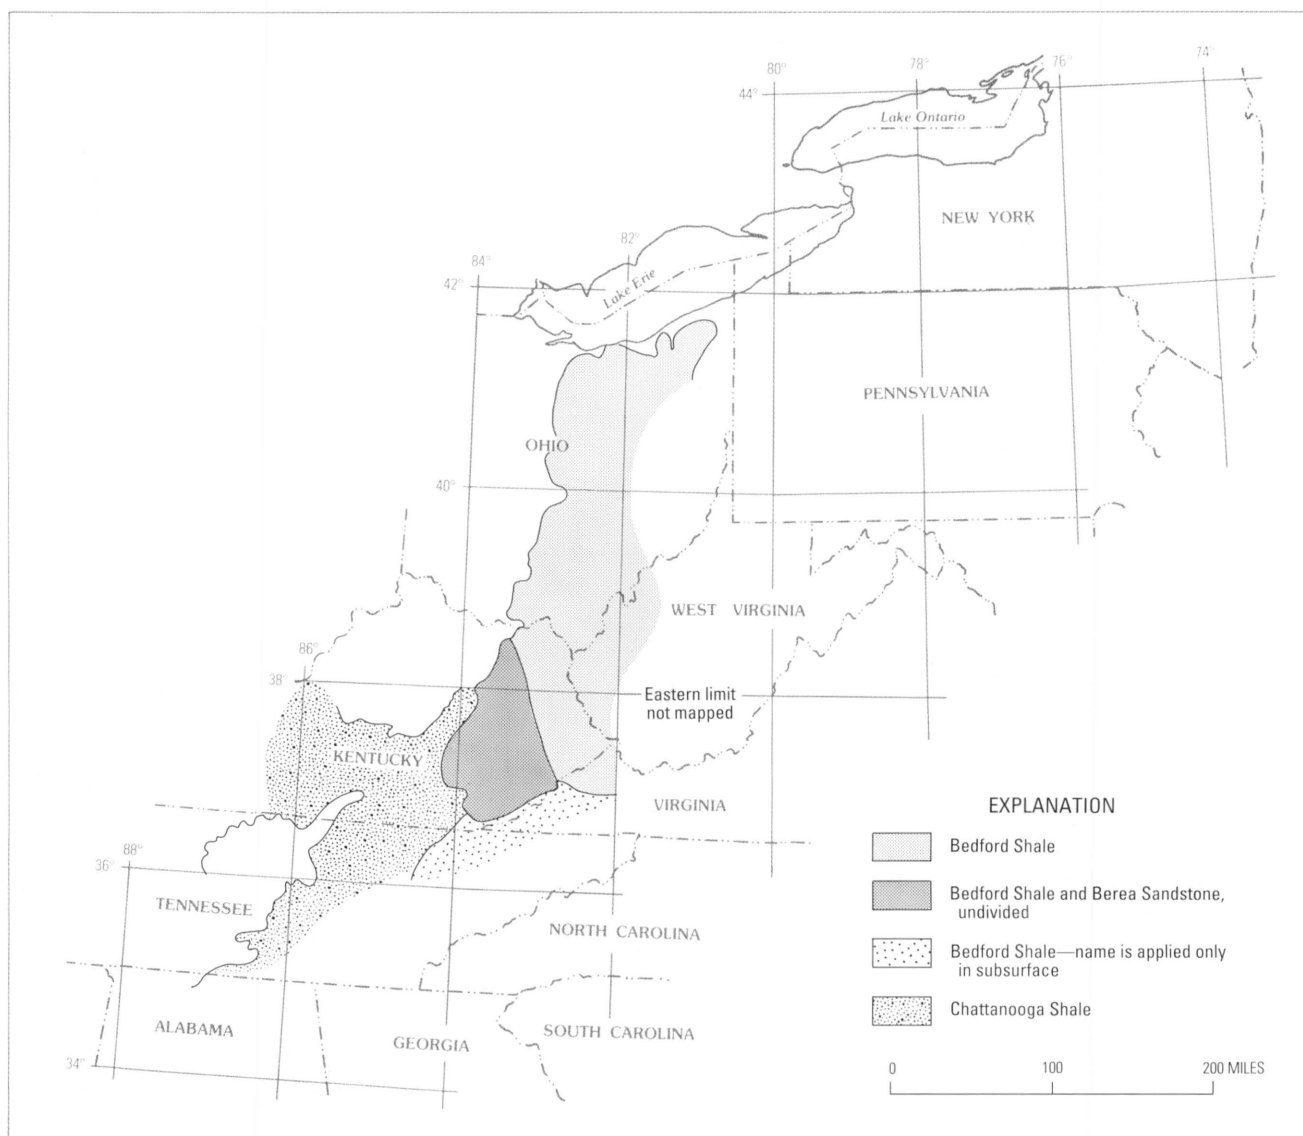 74°
76°
78°
80°
44°
Lake Ontario
NEW YORK
82°
84°
42°
Lake Erie
PENNSYLVANIA
OHIO
40°
WEST VIRGINIA
86°
38°
Eastern limit
not mapped
KENTUCKY
VIRGINIA
EXPLANATION
Bedford Shale
88°
36°
Bedford Shale and Berea Sandstone,
undivided
TENNESSEE
NORTH CAROLINA
Bedford Shale—name is applied only
in subsurface
Chattanooga Shale
ALABAMA
GEORGIA
SOUTH CAROLINA
34°
0 100 200 MILES